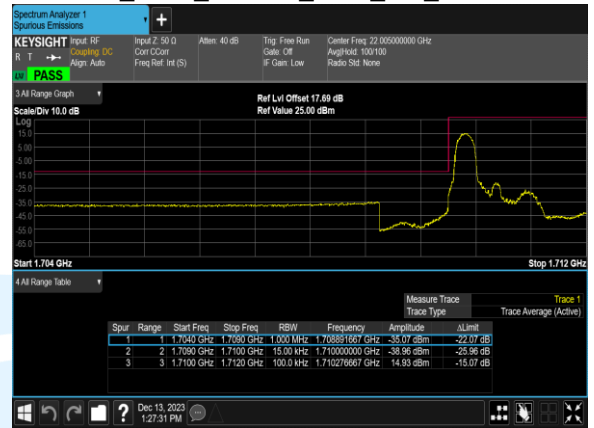 Spectrum Analyzer 1
Spurious Emissions
+
KEYSIGHT Input: RF Input Z: 50 Ω Atten: 40 dB Trig: Free Run Center Freq: 22.005000000 GHz
R T Coupling: DC Corr CCorr Gate: Off Avg|Hold: 100/100
Align: Auto Freq Ref: Int (S) IF Gain: Low Radio Std: None
LN PASS
3 All Range Graph
Ref Lvl Offset 17.69 dB
Scale/Div 10.0 dB Ref Value 25.00 dBm
Log
15.0
5.00
-5.00
-15.0
-25.0
-35.0
-45.0
-55.0
-65.0
Start 1.704 GHz Stop 1.712 GHz
4 All Range Table
Measure Trace Trace 1
Trace Type Trace Average (Active)
Spur Range Start Freq Stop Freq RBW Frequency Amplitude ΔLimit
1 1 1.7040 GHz 1.7090 GHz 1.000 MHz 1.708891667 GHz -35.07 dBm -22.07 dB
2 2 1.7090 GHz 1.7100 GHz 15.00 kHz 1.710000000 GHz -38.96 dBm -25.96 dB
3 3 1.7100 GHz 1.7120 GHz 100.0 kHz 1.710276667 GHz 14.93 dBm -15.07 dB
? Dec 13, 2023
1:27:31 PM